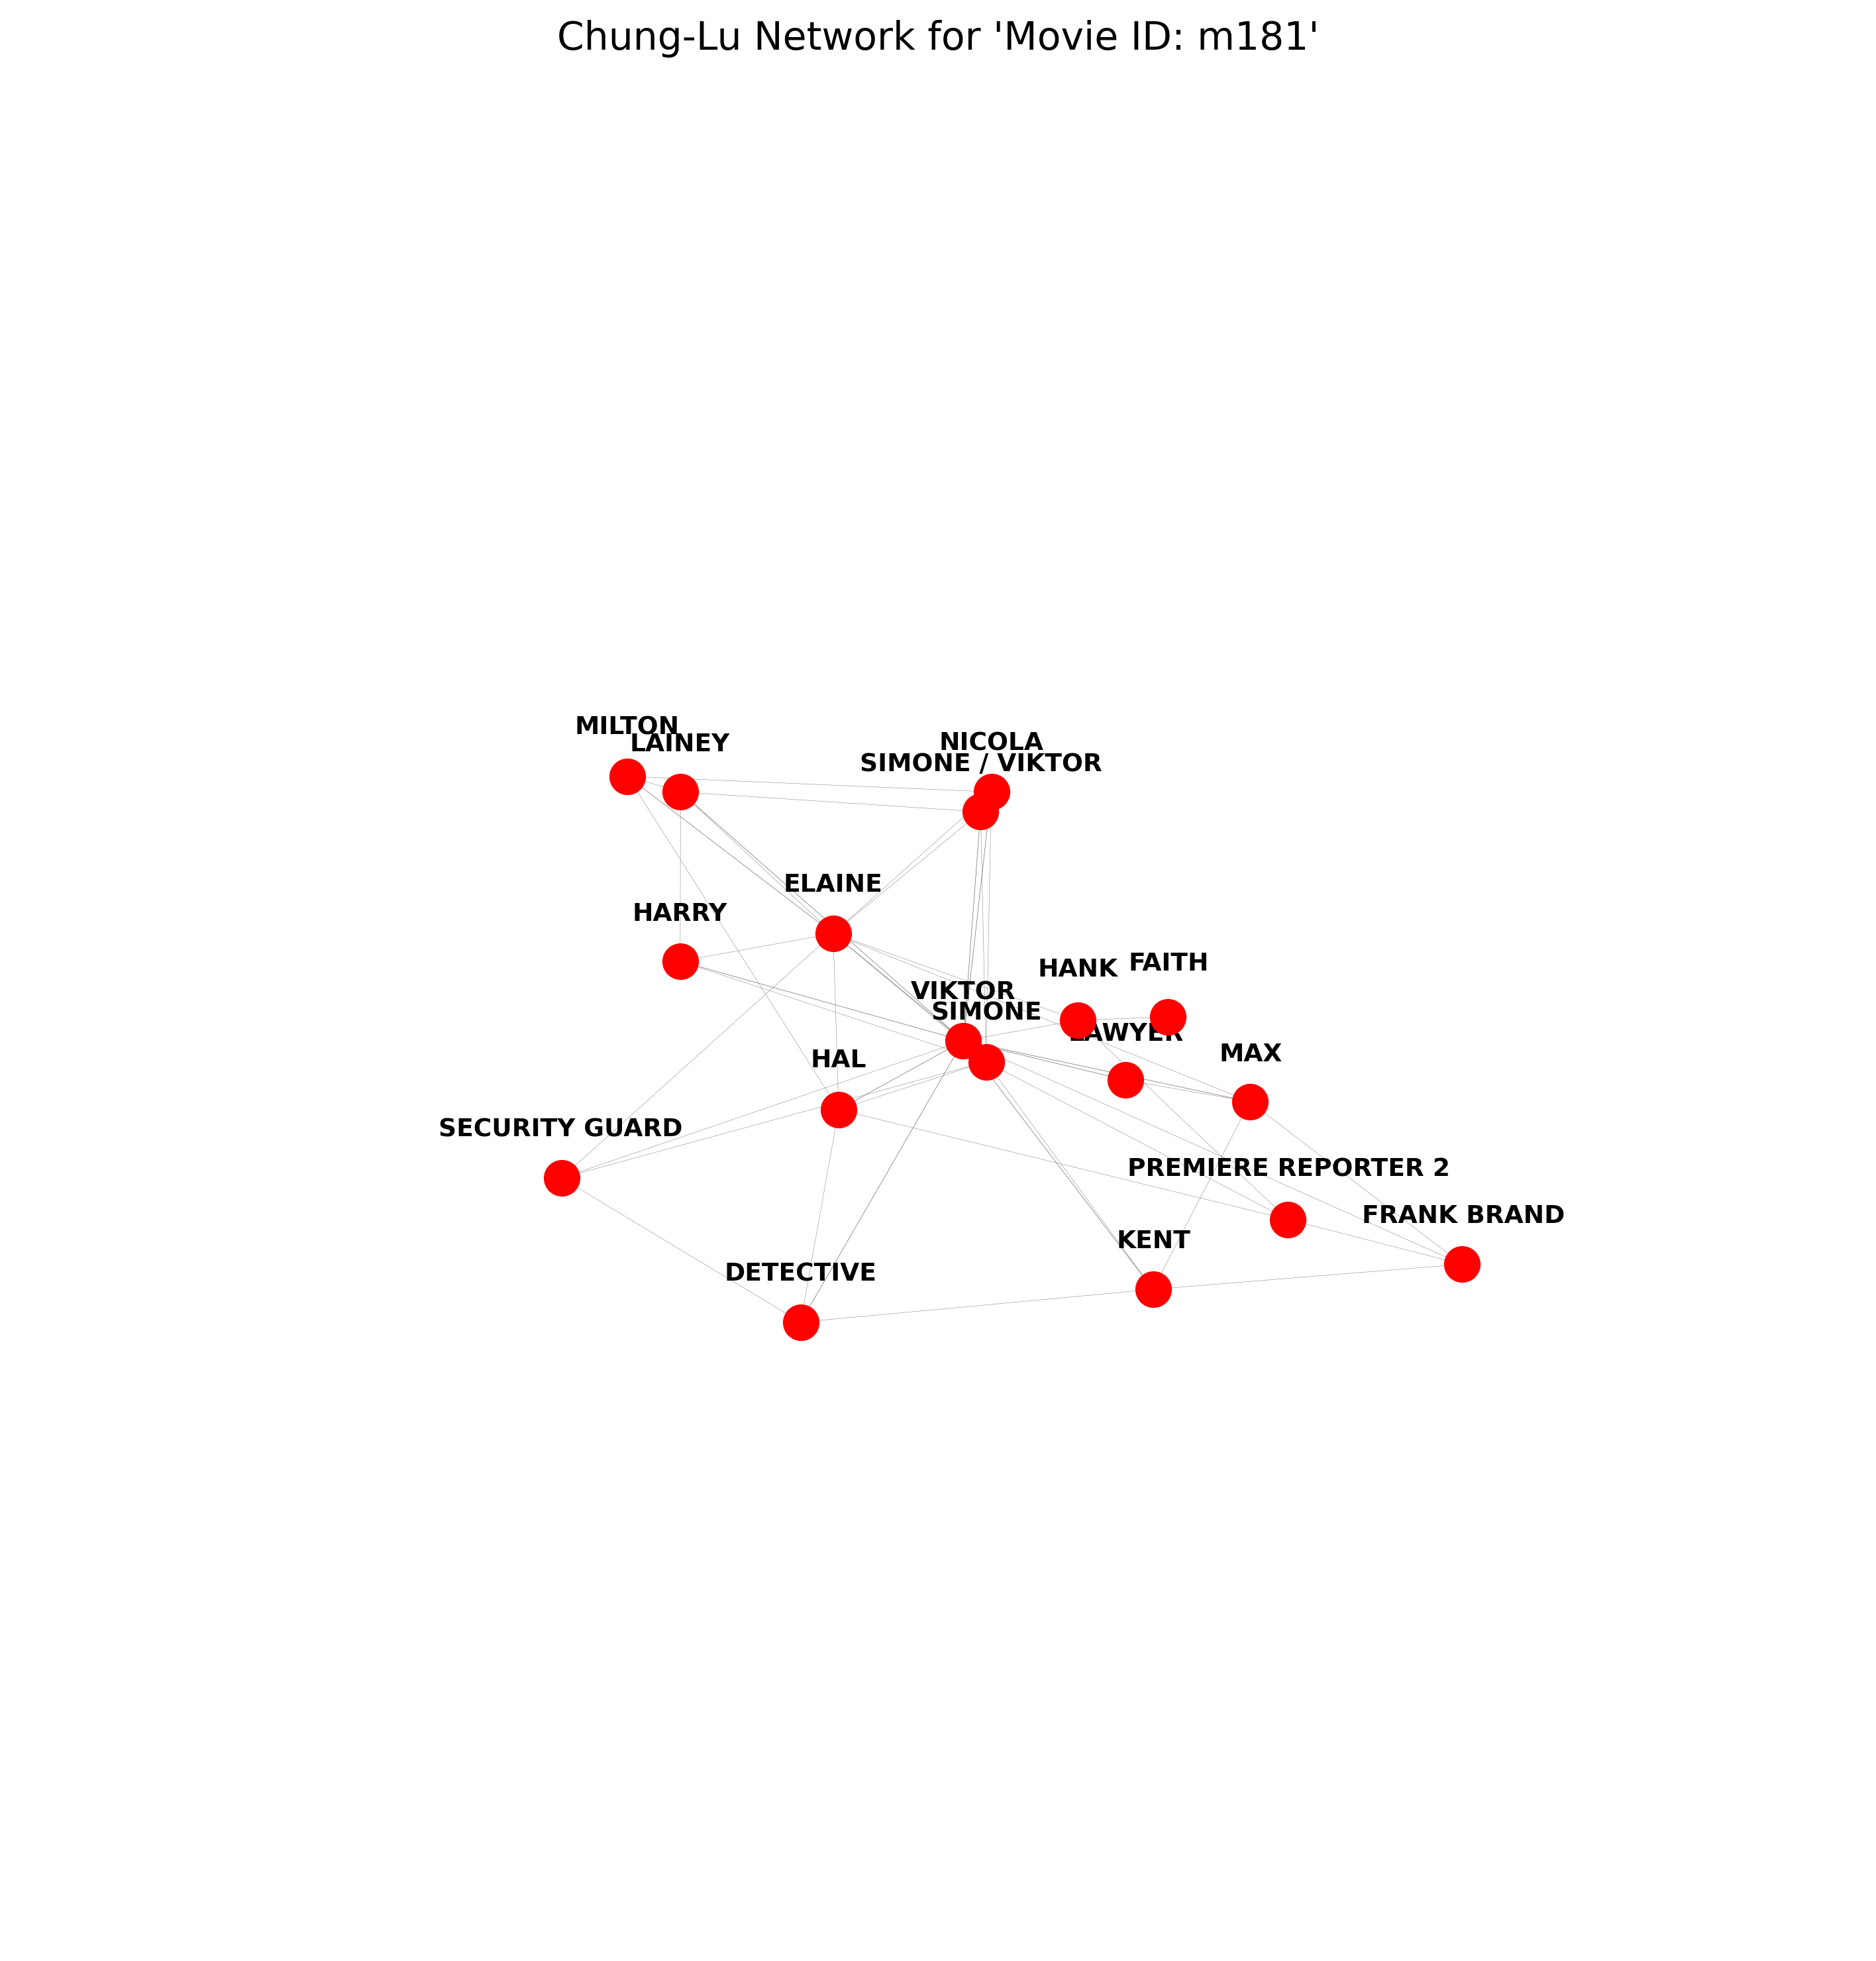 Chung-Lu Network for 'Movie ID: m181'
MILTON
LAINEY
NICOLA
SIMONE / VIKTOR
ELAINE
HARRY
HANK
FAITH
VIKTOR
SIMONE
LAWYER
MAX
HAL
SECURITY GUARD
PREMIERE REPORTER 2
FRANK BRAND
KENT
DETECTIVE